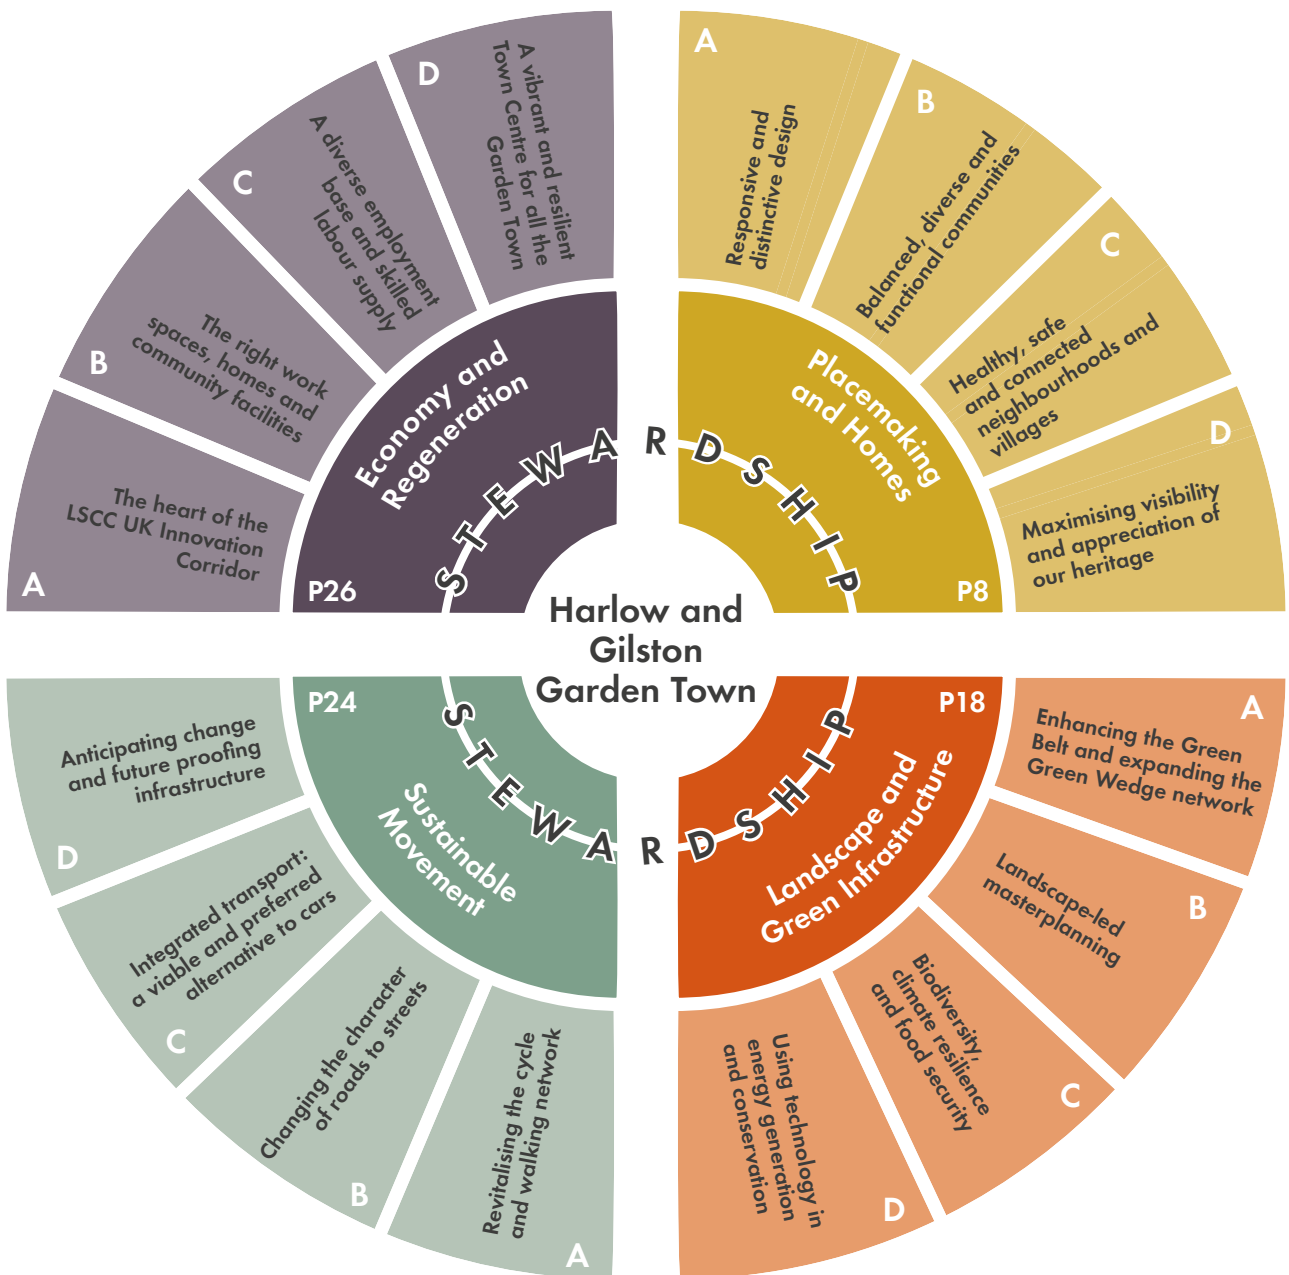 Harlow and
Gilston
Garden Town
STEWARDSHIP
STEWARDSHIP
Placemaking
and Homes
P8
A
Responsive and
distinctive design
B
Balanced, diverse and
functional communities
C
Healthy, safe
and connected
neighbourhoods and
villages
D
Maximising visibility
and appreciation of
our heritage
Landscape and
Green Infrastructure
P18
A
Enhancing the Green
Belt and expanding the
Green Wedge network
B
Landscape-led
masterplanning
C
Biodiversity,
climate resilience
and food security
D
Using technology in
energy generation
and conservation
Sustainable
Movement
P24
A
Revitalising the cycle
and walking network
B
Changing the character
of roads to streets
C
Integrated transport:
a viable and preferred
alternative to cars
D
Anticipating change
and future proofing
infrastructure
Economy and
Regeneration
P26
A
The heart of the
LSCC UK Innovation
Corridor
B
The right work
spaces, homes and
community facilities
C
A diverse employment
base and skilled
labour supply
D
A vibrant and resilient
Town Centre for all the
Garden Town